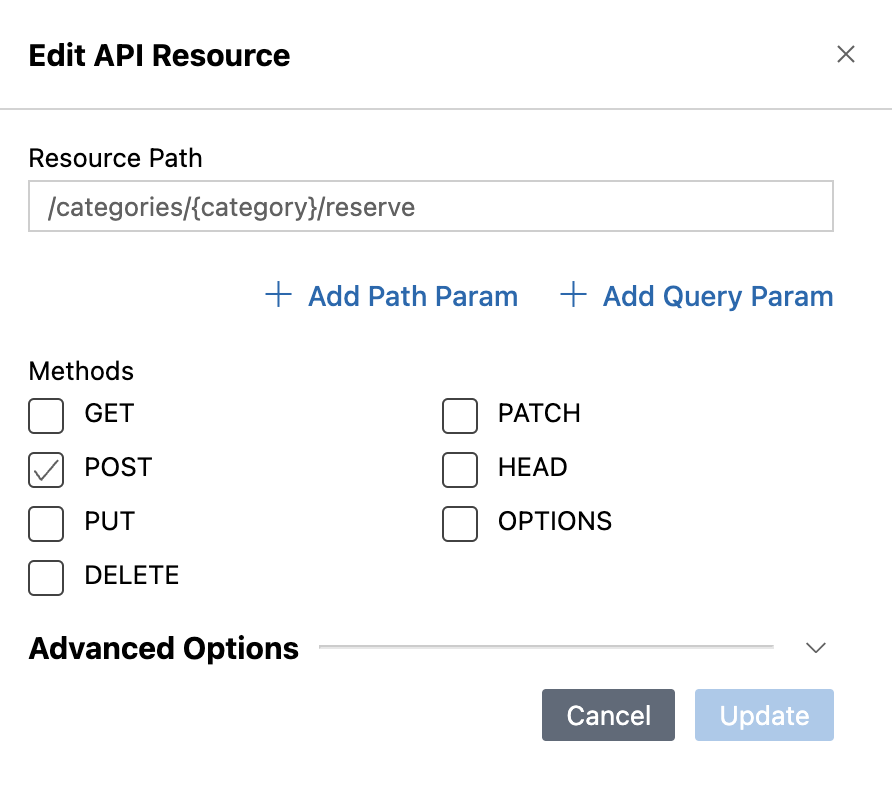 Edit API Resource
Resource Path
/categories/{category}/reserve
Add Path Param
Add Query Param
Methods
GET
PATCH
POST
HEAD
PUT
OPTIONS
DELETE
Advanced Options
Cancel
Update